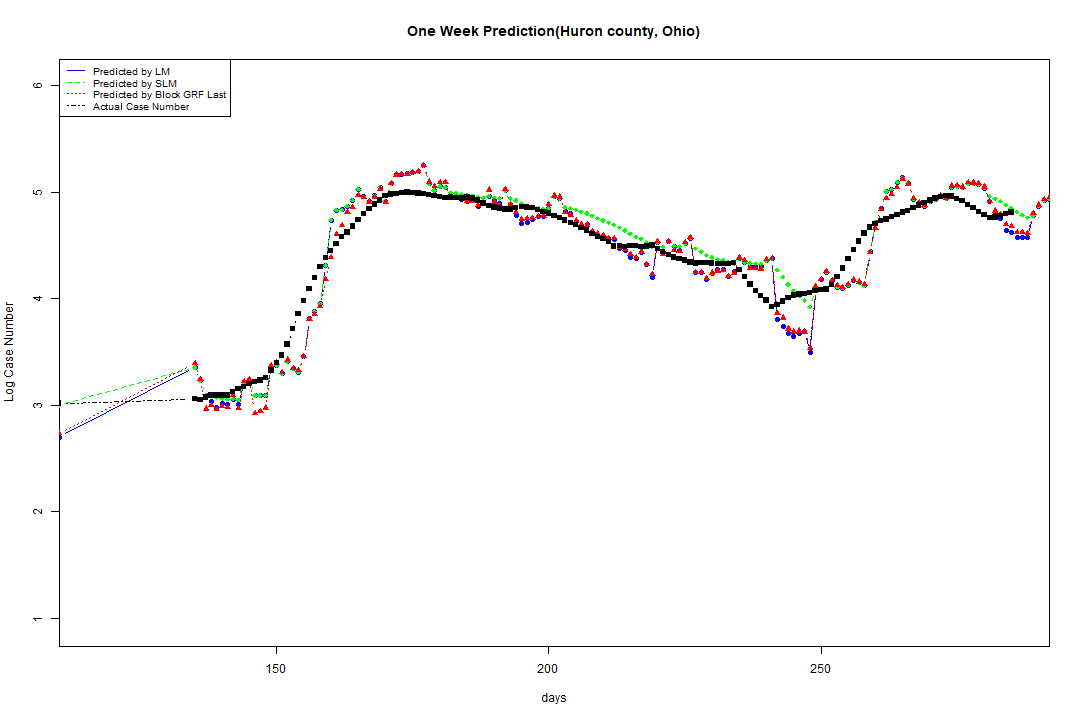 One Week Prediction(Huron county, Ohio)
Predicted by LM
Predicted by SLM
Predicted by Block GRF Last
Actual Case Number
6
5
4
3
2
1
Log Case Number
150
200
250
days